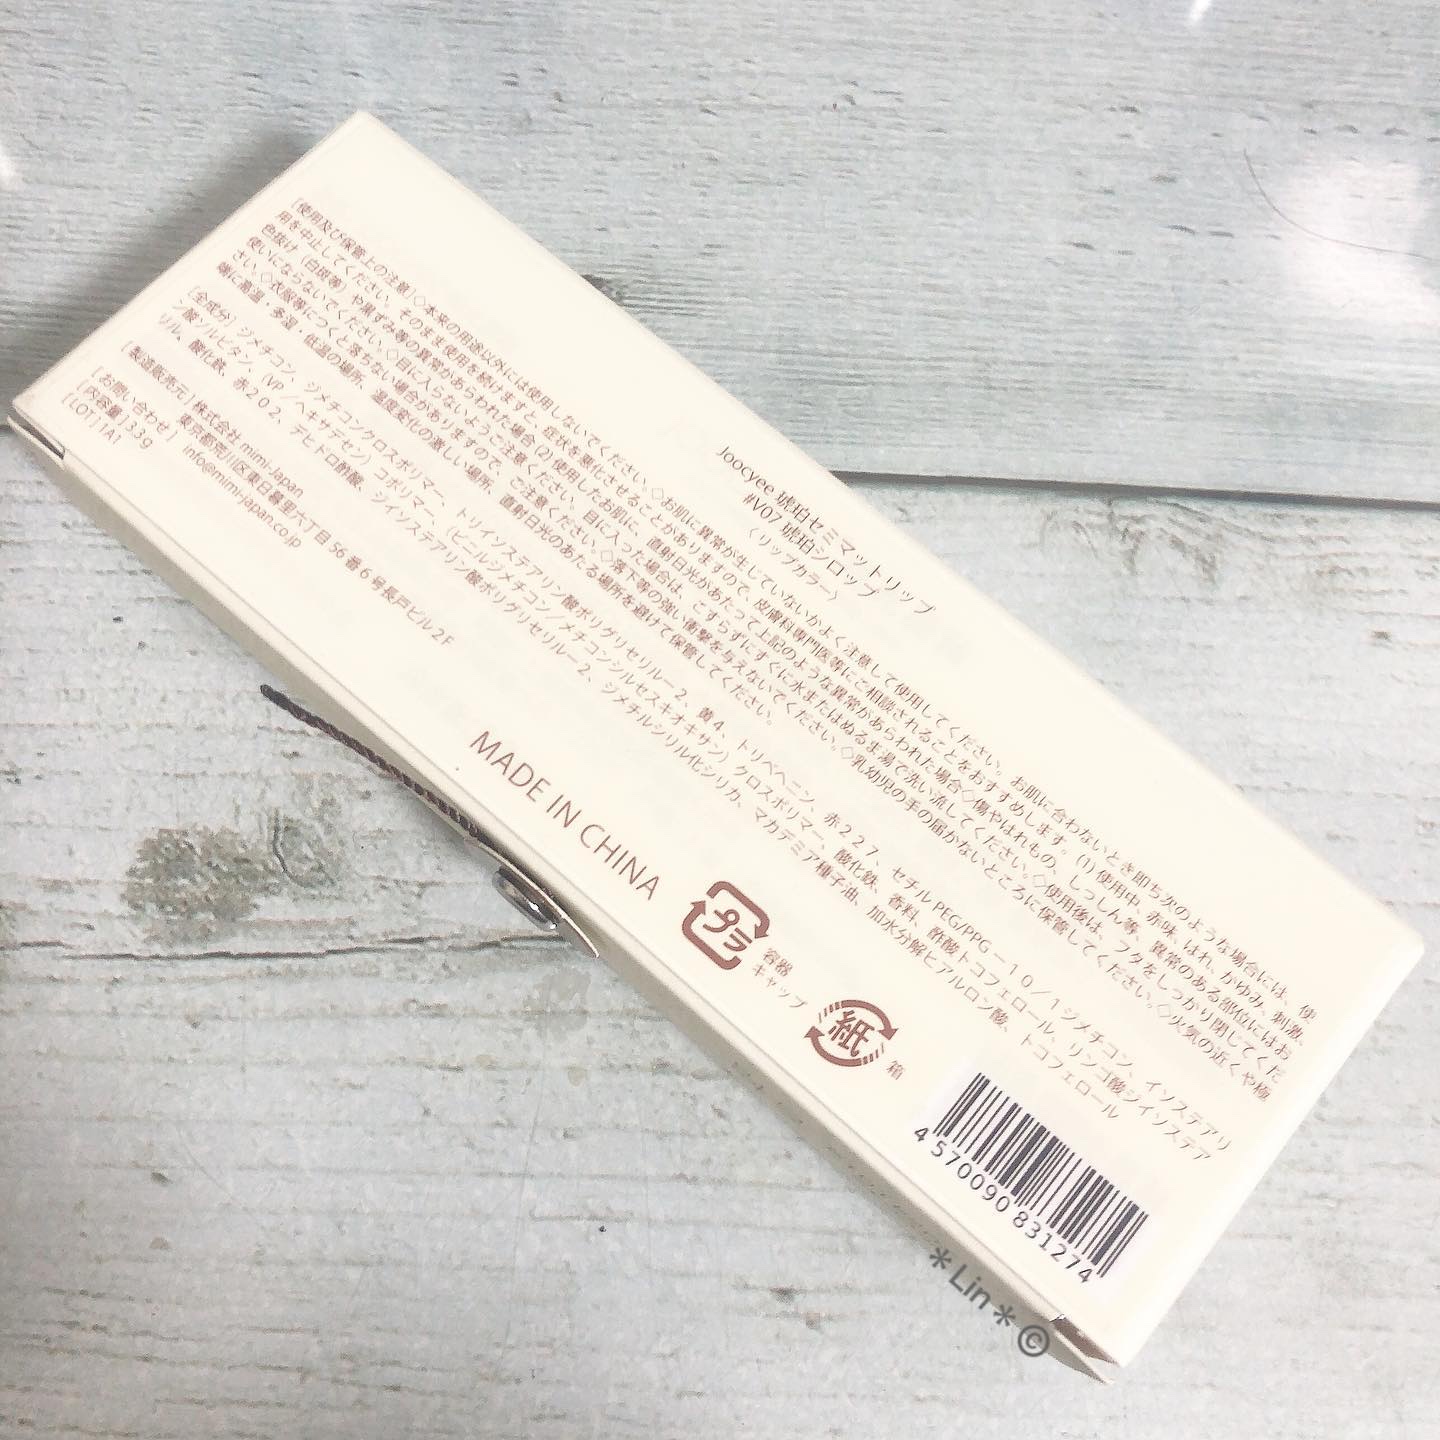 Joocyee 琥珀セミマットリップ
#V07 琥珀シロップ
〈リップカラー〉
［使用及び保管上の注意］◇本来の用途以外には使用しないでください。◇お肌に異常が生じていないかよく注意して使用してください。お肌に合わないとき即ち次のような場合には、使
用を中止してください。そのまま使用を続けますと、症状を悪化させることがありますので、皮膚科専門医等にご相談されることをおすすめします。(1) 使用中、赤味、はれ、かゆみ、刺激、
色抜け（白斑等）や黒ずみ等の異常があらわれた場合 (2) 使用したお肌に、直射日光があたって上記のような異常があらわれた場合◇傷やはれもの、しっしん等、異常のある部位にはお
使いにならないでください。◇目に入らないようご注意ください。目に入った場合は、こすらずにすぐに水またはぬるま湯で洗い流してください。◇使用後は、フタをしっかり閉じてくだ
さい。◇衣服等につくと落ちない場合がありますので、ご注意ください。◇落下等の強い衝撃を与えないでください。◇乳幼児の手の届かないところに保管してください。◇火気の近くや極
端に高温・多湿・低温の場所、温度変化の激しい場所、直射日光のあたる場所を避けて保管してください。
［全成分］ジメチコン、ジメチコンクロスポリマー、トリイソステアリン酸ポリグリセリル－２、黄４、トリベヘニン、赤２２７、セチル PEG/PPG－１０／１ジメチコン、イソステアリ
ン酸ソルビタン、（VP／ヘキサデセン）コポリマー、（ビニルジメチコン／メチコンシルセスキオキサン）クロスポリマー、酸化鉄、香料、酢酸トコフェロール、リンゴ酸ジイソステア
リル、酸化鉄、赤２０２、デヒドロ酢酸、ジイソステアリン酸ポリグリセリル－２、ジメチルシリル化シリカ、マカデミア種子油、加水分解ヒアルロン酸、トコフェロール
［製造販売元］株式会社 mimi-Japan
東京都荒川区東日暮里六丁目 56 番 6 号長戸ビル 2F
［お問い合わせ］ info@mimi-japan.co.jp
［内容量］3.3g
［LOT］1A1
MADE IN CHINA
プラ
容器
キャップ
紙
箱
4 570090 831274
＊Lin＊©